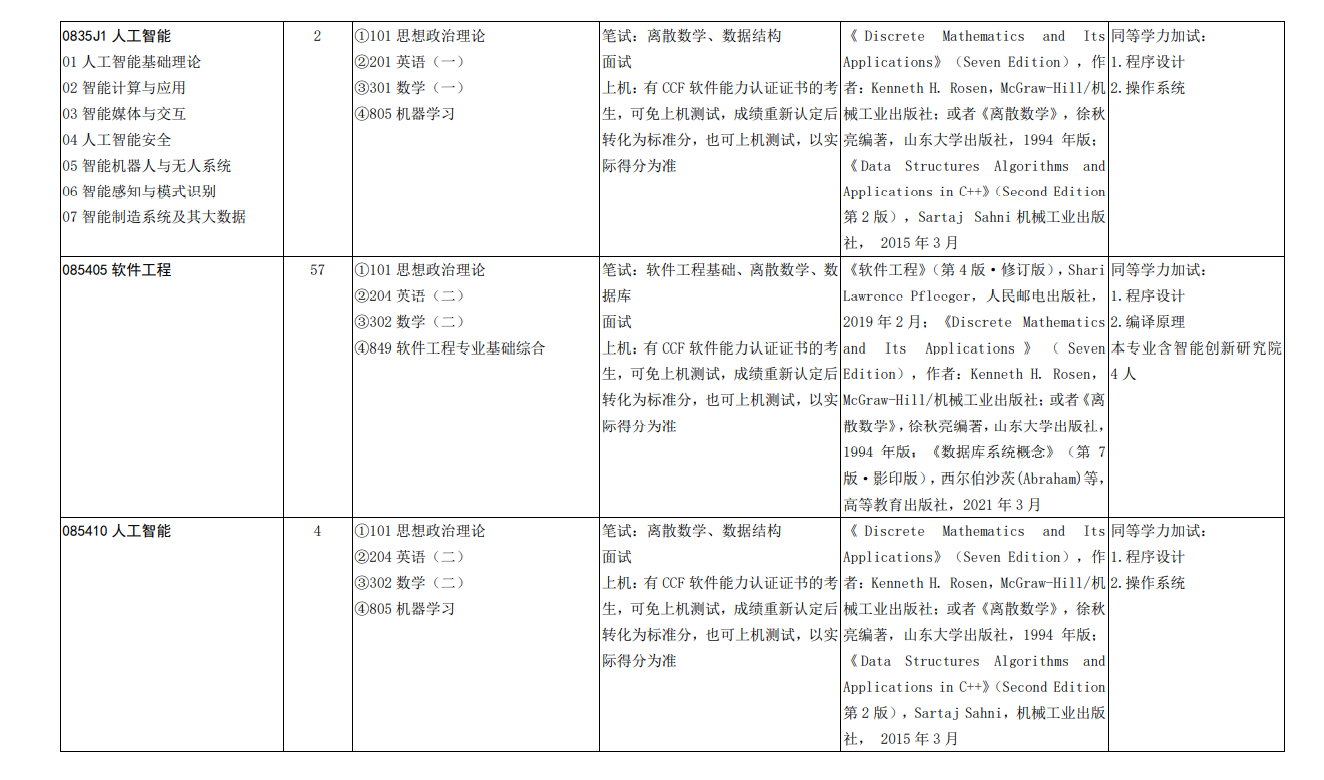 0835J1 人工智能
01 人工智能基础理论
02 智能计算与应用
03 智能媒体与交互
04 人工智能安全
05 智能机器人与无人系统
06 智能感知与模式识别
07 智能制造系统及其大数据
2
①101 思想政治理论
②201 英语（一）
③301 数学（一）
④805 机器学习
笔试：离散数学、数据结构
面试
上机：有 CCF 软件能力认证证书的考
生，可免上机测试，成绩重新认定后
转化为标准分，也可上机测试，以实
际得分为准
《 Discrete Mathematics and Its
Applications》（Seven Edition），作
者：Kenneth H. Rosen，McGraw-Hill/机
械工业出版社；或者《离散数学》，徐秋
亮编著，山东大学出版社，1994 年版；
《Data Structures Algorithms and
Applications in C++》（Second Edition
第 2 版），Sartaj Sahni 机械工业出版
社， 2015 年 3 月
同等学力加试：
1.程序设计
2.操作系统
085405 软件工程
57
①101 思想政治理论
②204 英语（二）
③302 数学（二）
④849 软件工程专业基础综合
笔试：软件工程基础、离散数学、数
据库
面试
上机：有 CCF 软件能力认证证书的考
生，可免上机测试，成绩重新认定后
转化为标准分，也可上机测试，以实
际得分为准
《软件工程》（第 4 版·修订版），Shari
Lawrence Pfleeger，人民邮电出版社，
2019 年 2 月；《Discrete Mathematics
and Its Applications 》 （ Seven
Edition），作者：Kenneth H. Rosen，
McGraw-Hill/机械工业出版社；或者《离
散数学》，徐秋亮编著，山东大学出版社，
1994 年版；《数据库系统概念》（第 7
版·影印版），西尔伯沙茨(Abraham)等，
高等教育出版社，2021 年 3 月
同等学力加试：
1.程序设计
2.编译原理
本专业含智能创新研究院
4 人
085410 人工智能
4
①101 思想政治理论
②204 英语（二）
③302 数学（二）
④805 机器学习
笔试：离散数学、数据结构
面试
上机：有 CCF 软件能力认证证书的考
生，可免上机测试，成绩重新认定后
转化为标准分，也可上机测试，以实
际得分为准
《 Discrete Mathematics and Its
Applications》（Seven Edition），作
者：Kenneth H. Rosen，McGraw-Hill/机
械工业出版社；或者《离散数学》，徐秋
亮编著，山东大学出版社，1994 年版；
《Data Structures Algorithms and
Applications in C++》（Second Edition
第 2 版），Sartaj Sahni，机械工业出版
社， 2015 年 3 月
同等学力加试：
1.程序设计
2.操作系统